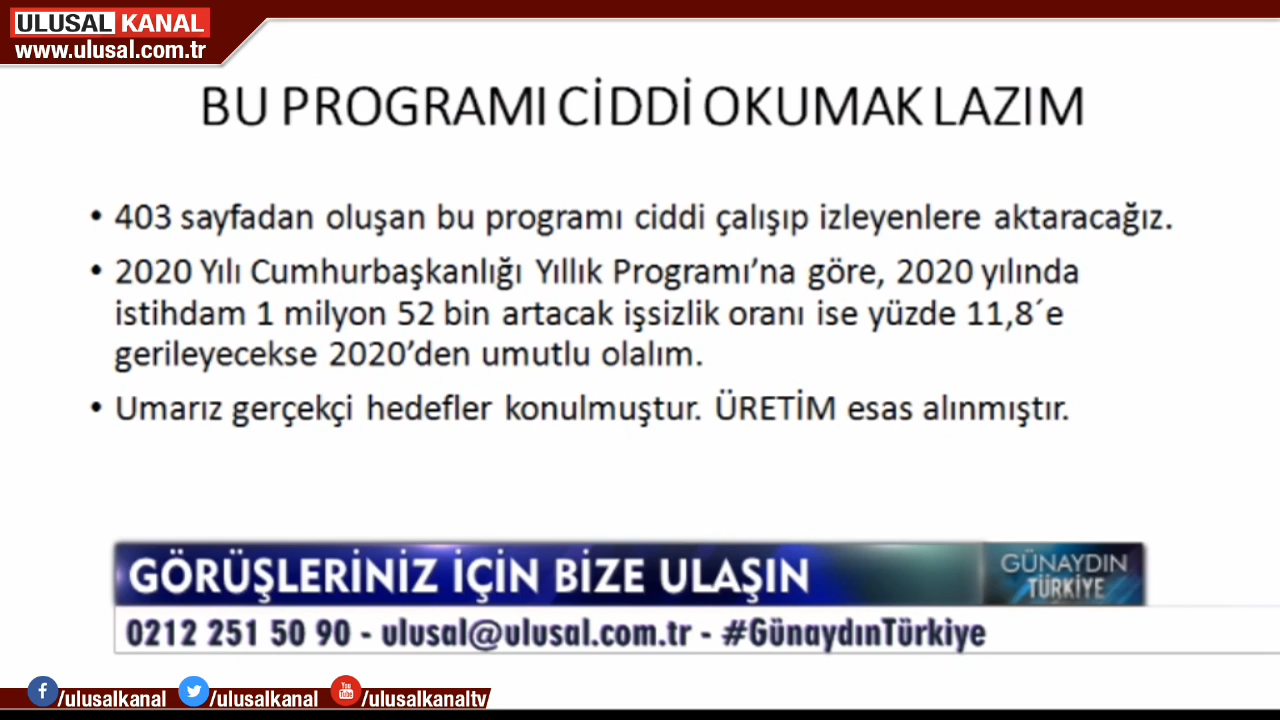 ULUSAL KANAL
www.ulusal.com.tr
BU PROGRAMI CİDDİ OKUMAK LAZIM
• 403 sayfadan oluşan bu programı ciddi çalışıp izleyenlere aktaracağız.
• 2020 Yılı Cumhurbaşkanlığı Yıllık Programı’na göre, 2020 yılında
istihdam 1 milyon 52 bin artacak işsizlik oranı ise yüzde 11,8´e
gerileyecekse 2020’den umutlu olalım.
• Umarız gerçekçi hedefler konulmuştur. ÜRETİM esas alınmıştır.
GÖRÜŞLERİNİZ İÇİN BİZE ULAŞIN
GÜNAYDIN
TÜRKİYE
0212 251 50 90 - ulusal@ulusal.com.tr - #GünaydınTürkiye
/ulusalkanal /ulusalkanal You Tube /ulusalkanaltv